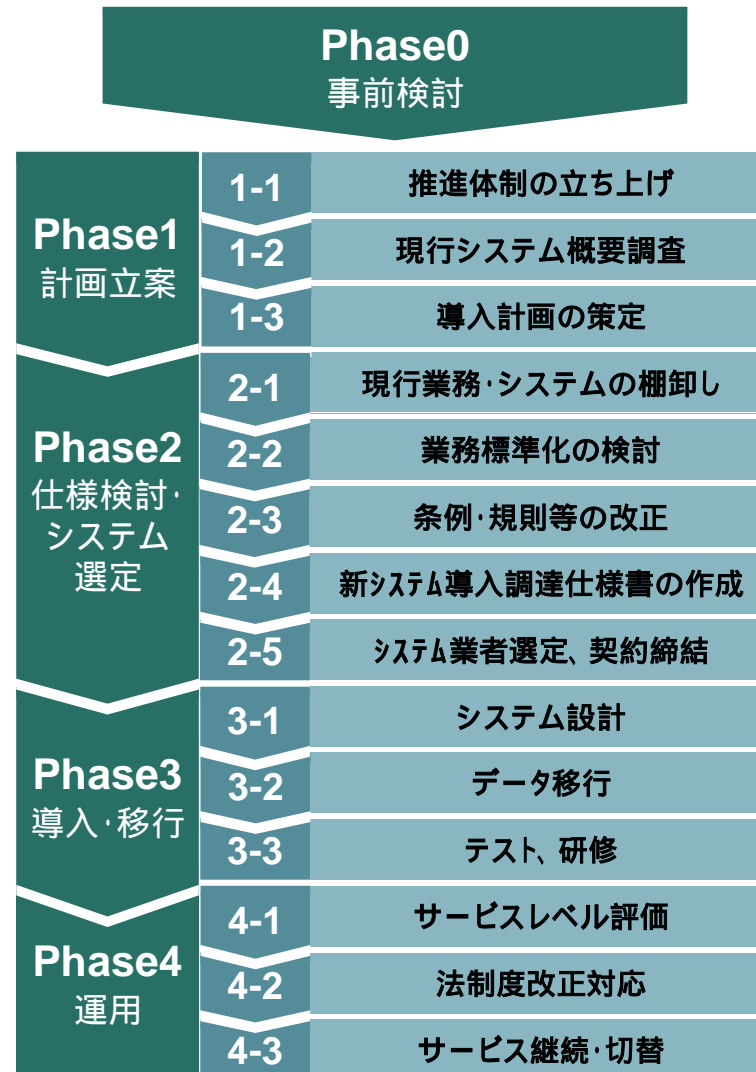 Phase0
事前検討
Phase1
計画立案
1-1
推進体制の立ち上げ
1-2
現行システム概要調査
1-3
導入計画の策定
Phase2
仕様検討・
システム
選定
2-1
現行業務・システムの棚卸し
2-2
業務標準化の検討
2-3
条例・規則等の改正
2-4
新ｼｽﾃﾑ導入調達仕様書の作成
2-5
ｼｽﾃﾑ業者選定、契約締結
Phase3
導入・移行
3-1
システム設計
3-2
データ移行
3-3
テスト、研修
Phase4
運用
4-1
サービスレベル評価
4-2
法制度改正対応
4-3
サービス継続・切替